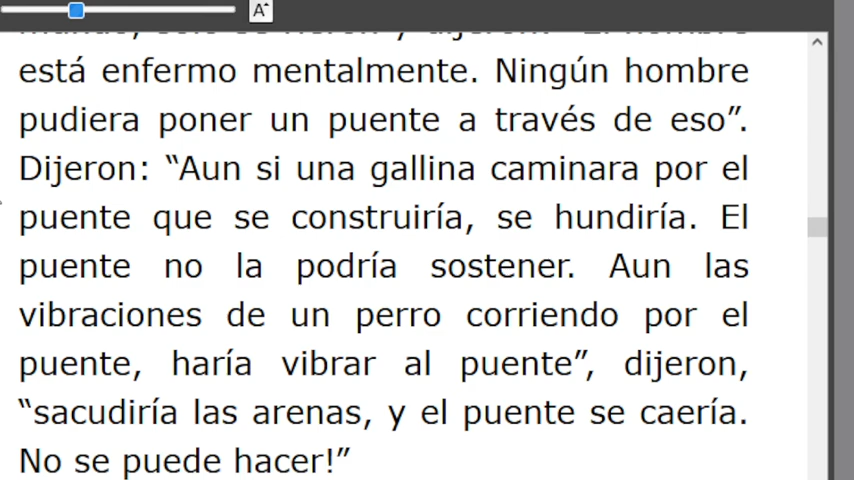 A
está enfermo mentalmente. Ningún hombre
pudiera poner un puente a través de eso”.
Dijeron: “Aun si una gallina caminara por el
puente que se construiría, se hundiría. El
puente no la podría sostener. Aun las
vibraciones de un perro corriendo por el
puente, haría vibrar al puente”, dijeron,
“sacudiría las arenas, y el puente se caería.
No se puede hacer!”